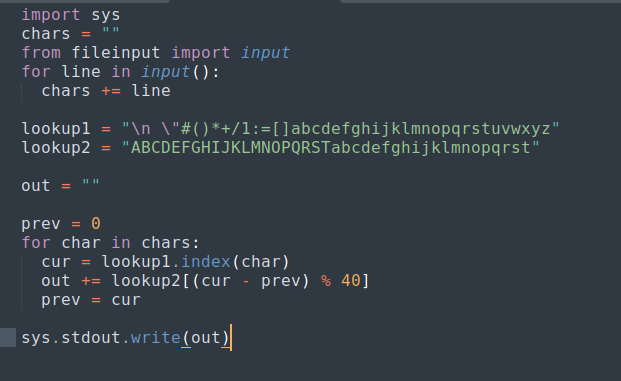 import sys
chars = ""
from fileinput import input
for line in input():
  chars += line

lookup1 = "\n \"#()*+/1:=[]abcdefghijklmnopqrstuvwxyz"
lookup2 = "ABCDEFGHIJKLMNOPQRSTabcdefghijklmnopqrst"

out = ""

prev = 0
for char in chars:
  cur = lookup1.index(char)
  out += lookup2[(cur - prev) % 40]
  prev = cur

sys.stdout.write(out)